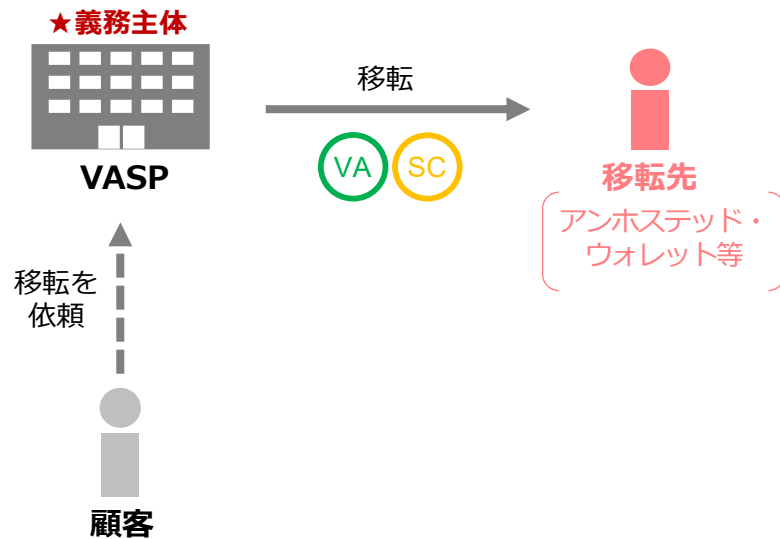 ★義務主体
VASP
移転
VA
SC
移転先
アンホステッド・
ウォレット等
移転を
依頼
顧客